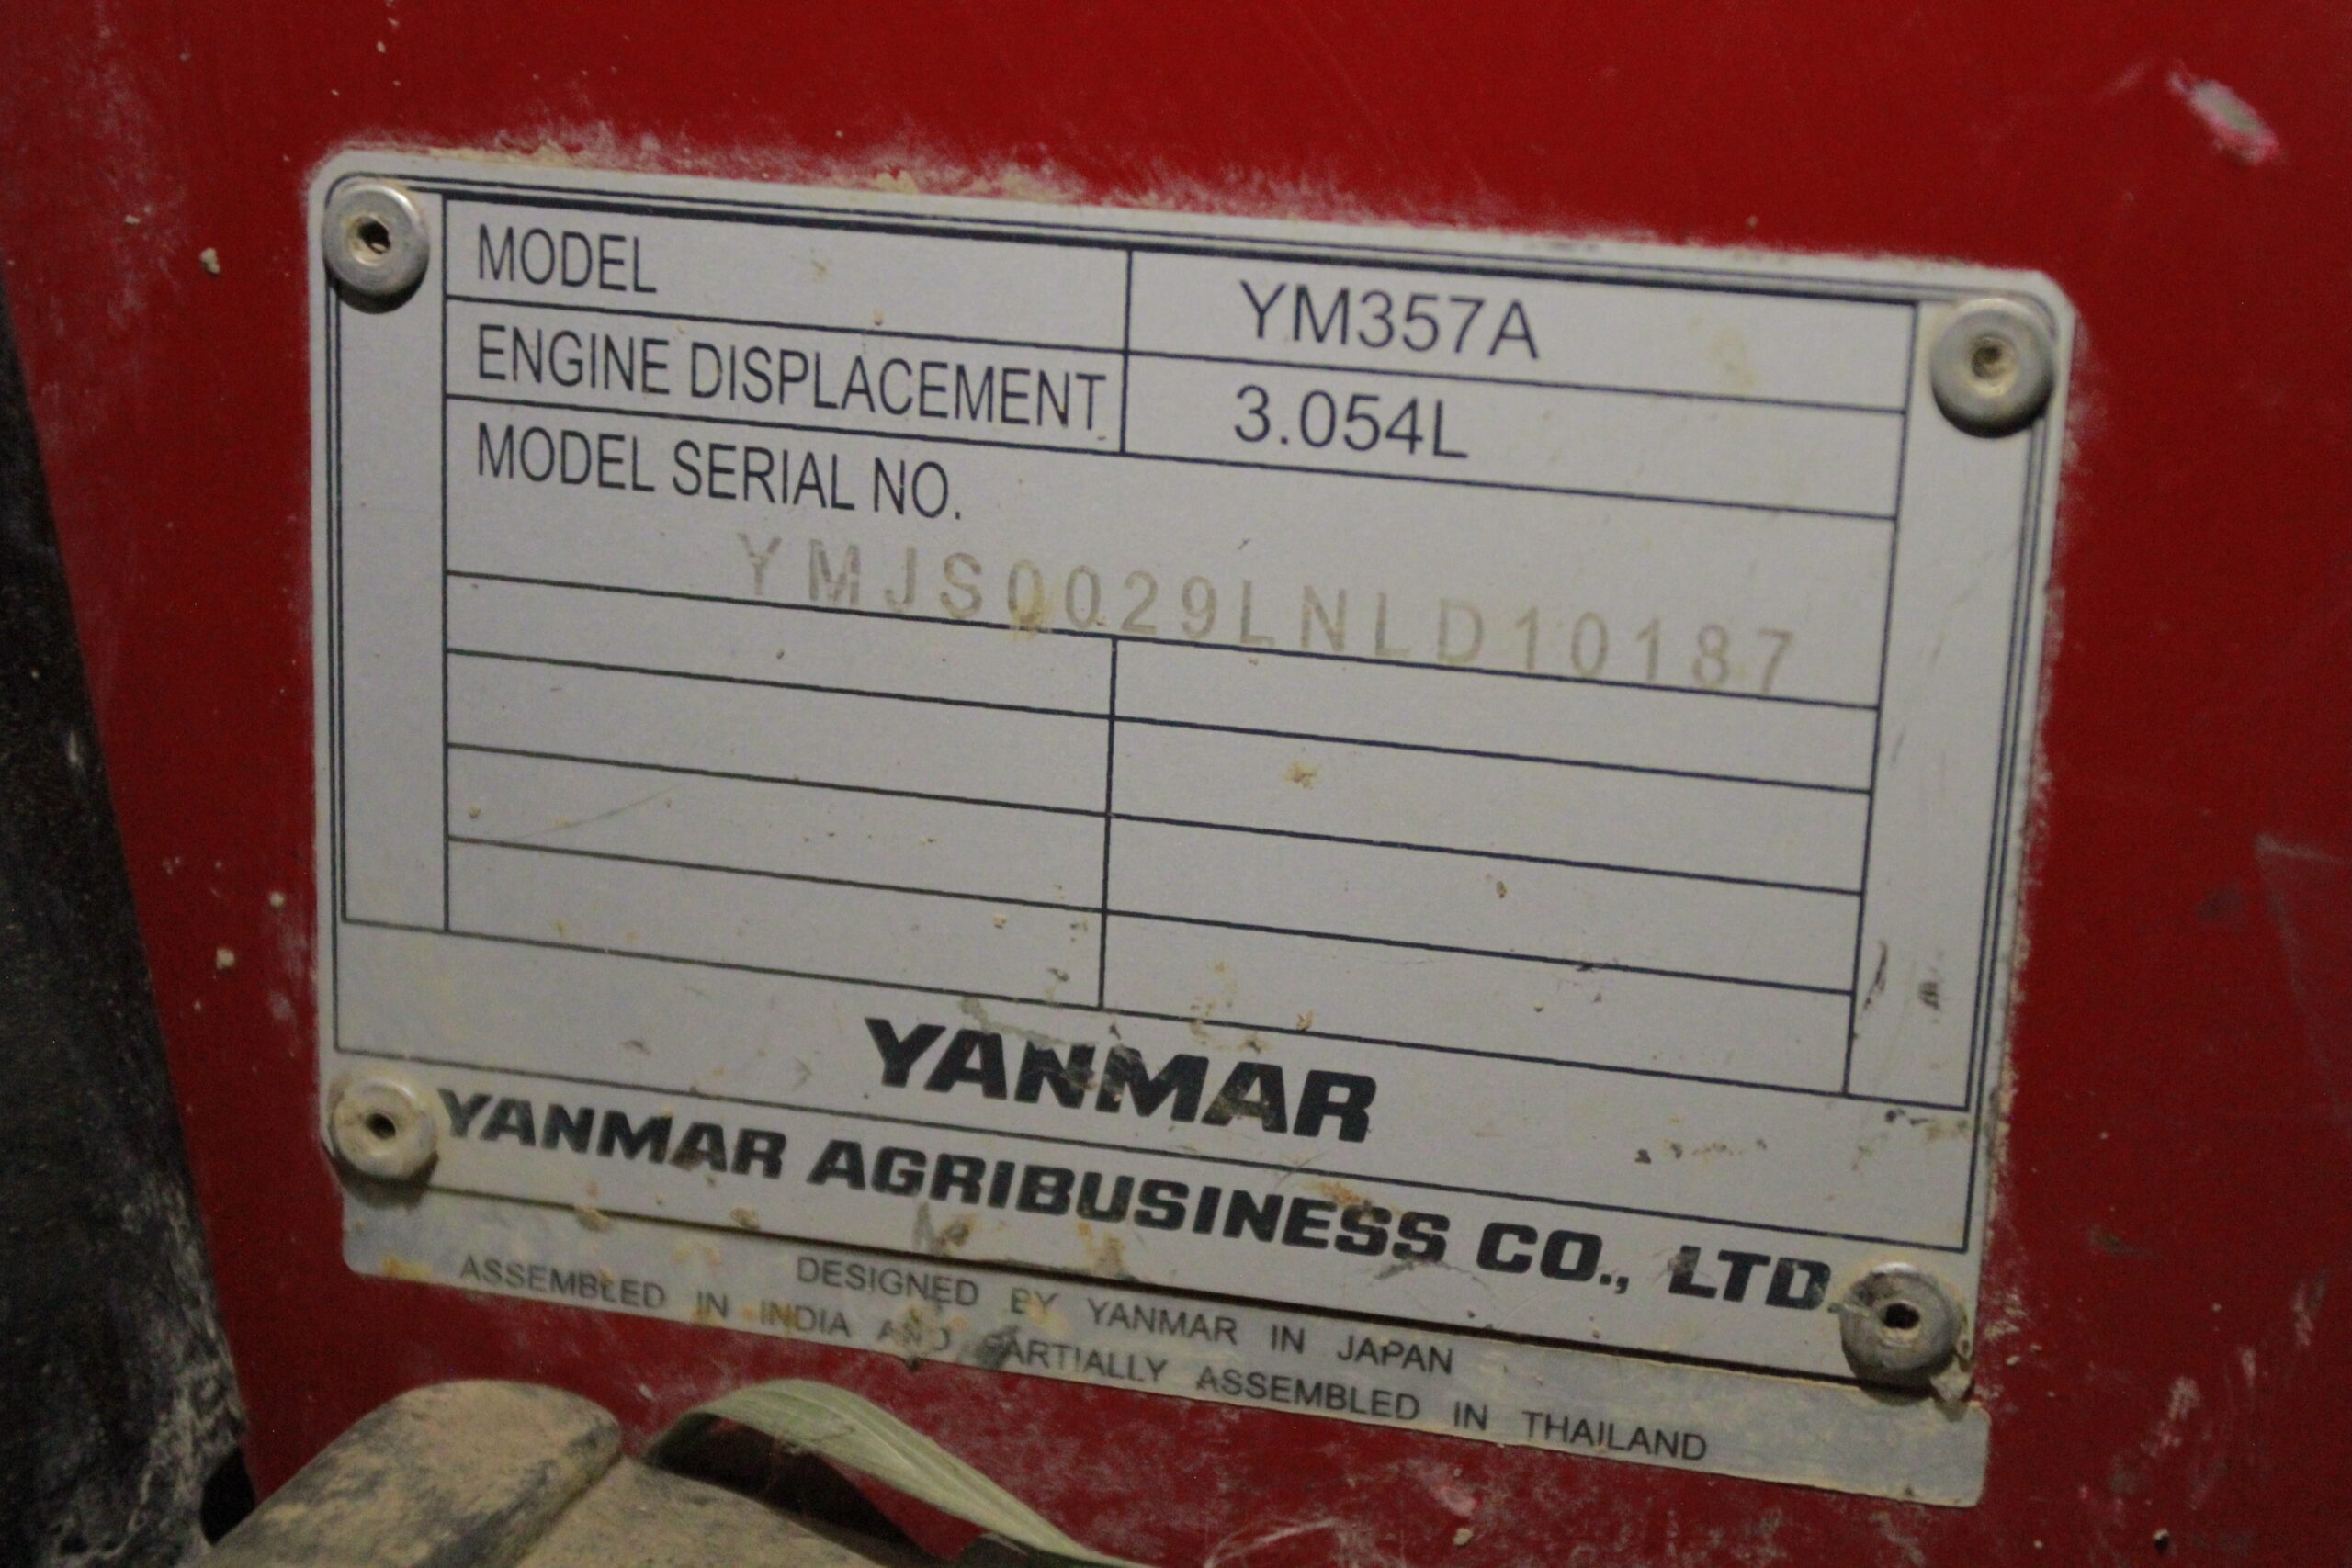 MODEL YM357A
ENGINE DISPLACEMENT 3.054L
MODEL SERIAL NO.
YMJS0029LNLD10187
YANMAR
YANMAR AGRIBUSINESS CO., LTD.
DESIGNED BY YANMAR IN JAPAN
ASSEMBLED IN INDIA AND PARTIALLY ASSEMBLED IN THAILAND